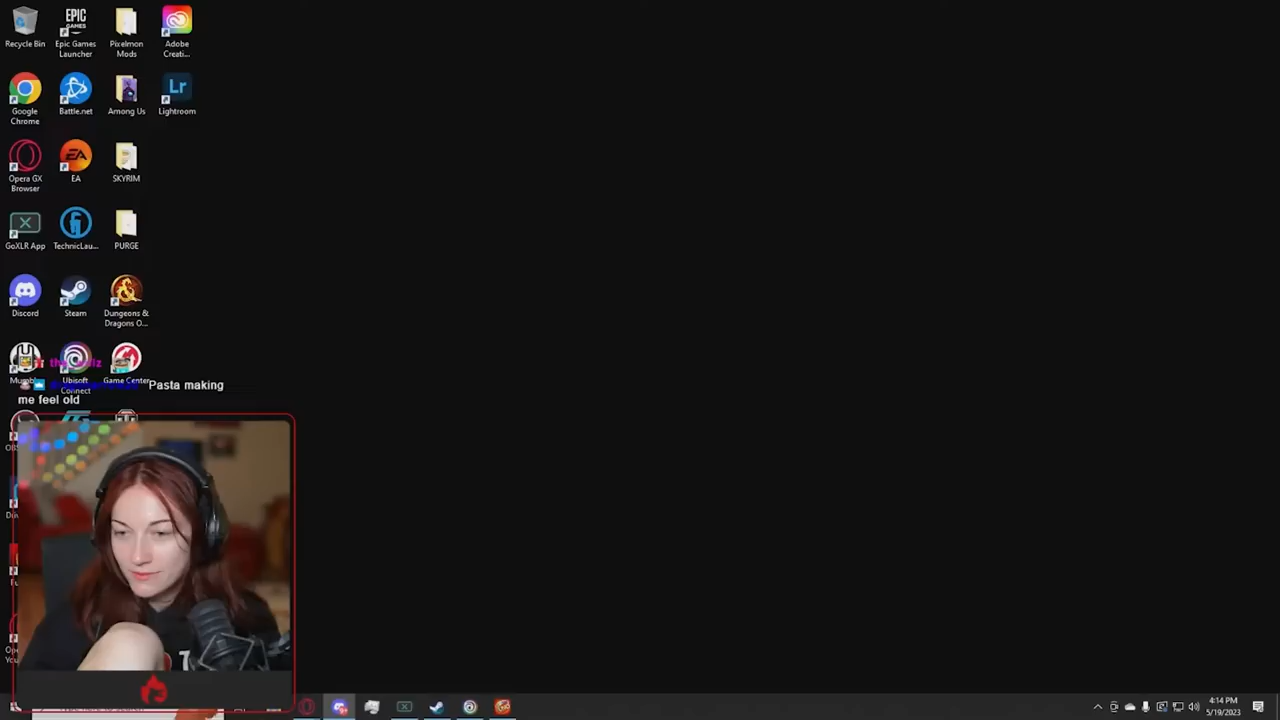 Recycle Bin
EPIC
GAMES
Epic Games
Launcher
Pixelmon
Mods
Adobe
Creati...
Google
Chrome
Battle.net
Among Us
Lr
Lightroom
Opera GX
Browser
EA
EA
SKYRIM
GoXLR App
TechnicLau...
PURGE
Discord
Steam
Dungeons &
Dragons O...
Ubisoft
Connect
Game Center
Pasta making
me feel old
4:14 PM
5/19/2023